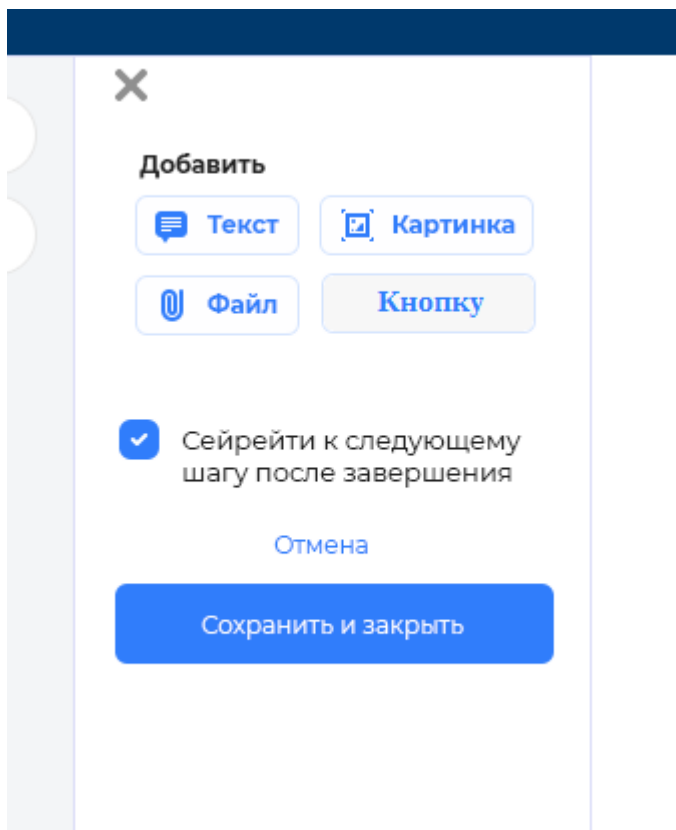 Добавить
Текст
Картинка
Файл
Кнопку
Сейрейти к следующему
шагу после завершения
Отмена
Сохранить и закрыть